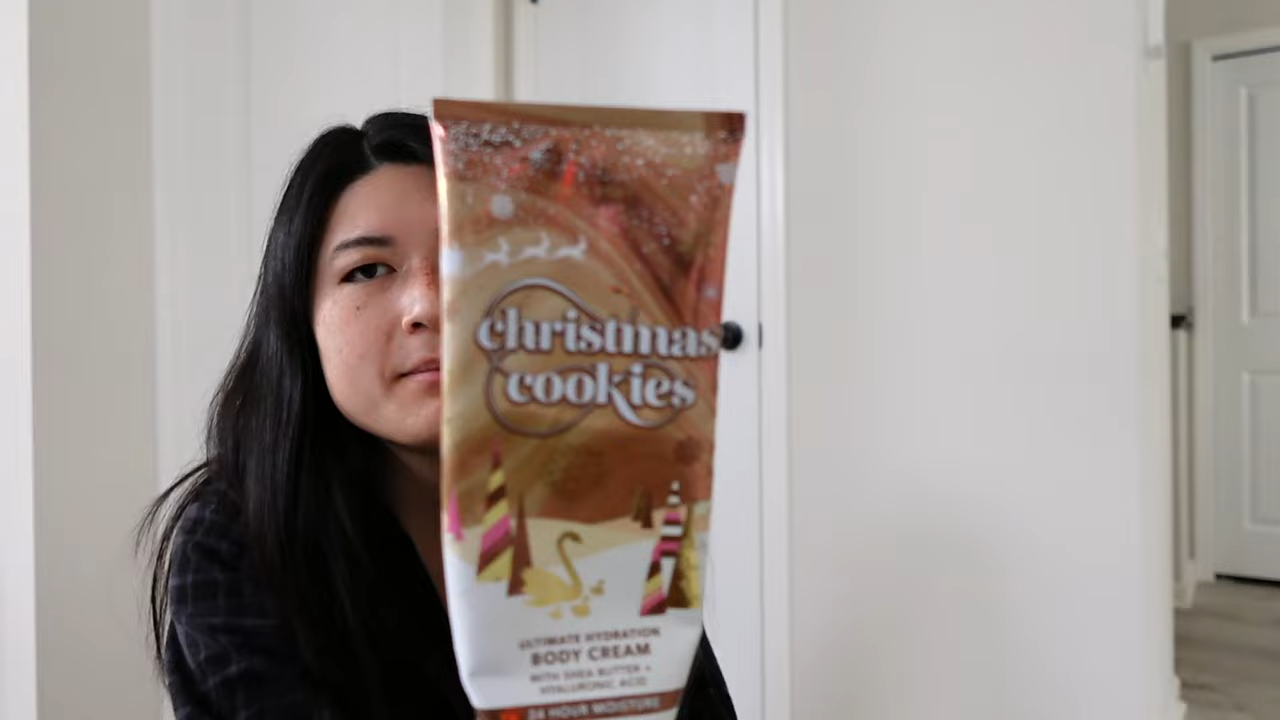 christmas
cookies
ULTIMATE HYDRATION
BODY CREAM
WITH SHEA BUTTER +
HYALURONIC ACID
24 HOUR MOISTURE